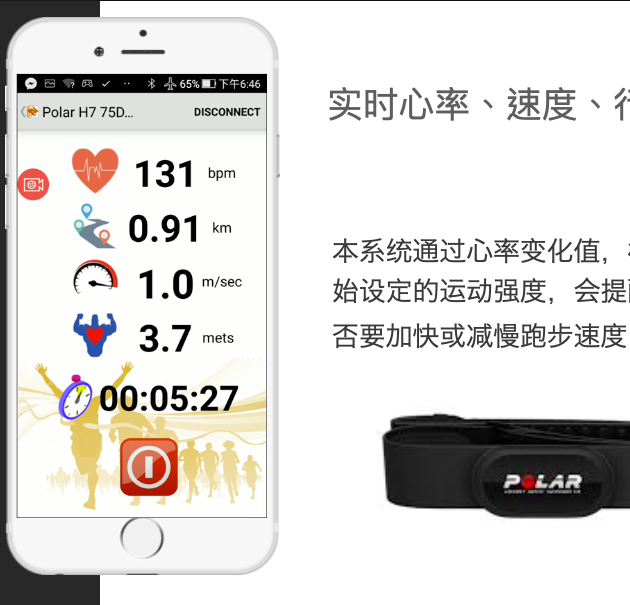 65% 下午6:46
Polar H7 75D... DISCONNECT
131 bpm
0.91 km
1.0 m/sec
3.7 mets
00:05:27
实时心率、速度、行
本系统通过心率变化值，
始设定的运动强度，会提
否要加快或减慢跑步速度
POLAR